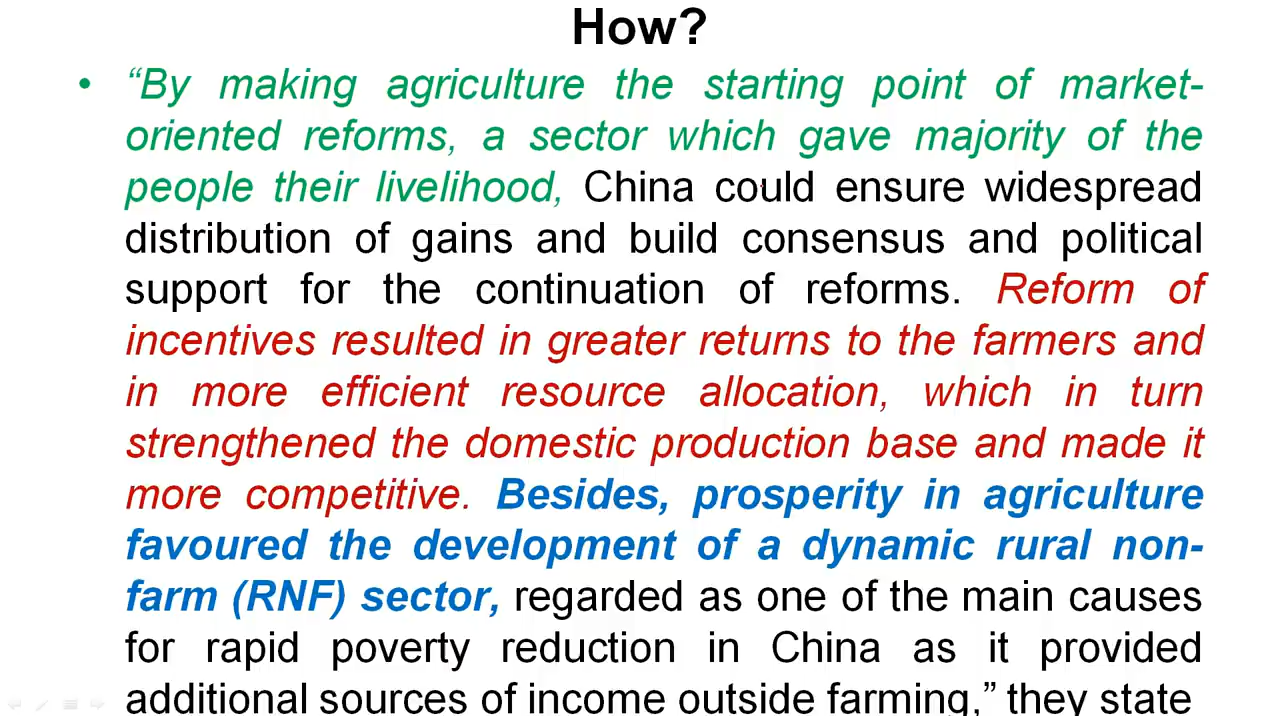 How?
• “By making agriculture the starting point of market-
oriented reforms, a sector which gave majority of the
people their livelihood, China could ensure widespread
distribution of gains and build consensus and political
support for the continuation of reforms. Reform of
incentives resulted in greater returns to the farmers and
in more efficient resource allocation, which in turn
strengthened the domestic production base and made it
more competitive. Besides, prosperity in agriculture
favoured the development of a dynamic rural non-
farm (RNF) sector, regarded as one of the main causes
for rapid poverty reduction in China as it provided
additional sources of income outside farming,” they state